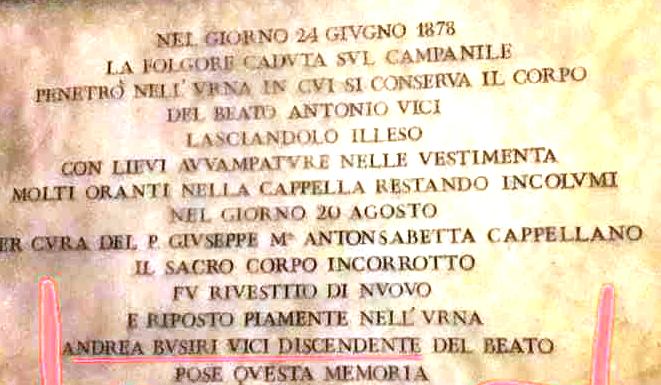 NEL GIORNO 24 GIVGNO 1878
LA FOLGORE CADVTA SVL CAMPANILE
PENETRÒ NELL' VRNA IN CVI SI CONSERVA IL CORPO
DEL BEATO ANTONIO VICI
LASCIANDOLO ILLESO
CON LIEVI AVVAMPATVRE NELLE VESTIMENTA
MOLTI ORANTI NELLA CAPPELLA RESTANDO INCOLVMI
NEL GIORNO 20 AGOSTO
ER CVRA DEL P. GIVSEPPE Mᵃ ANTONSABETTA CAPPELLANO
IL SACRO CORPO INCORROTTO
FV RIVESTITO DI NVOVO
E RIPOSTO PIAMENTE NELL' VRNA
ANDREA BVSIRI VICI DISCENDENTE DEL BEATO
POSE QVESTA MEMORIA